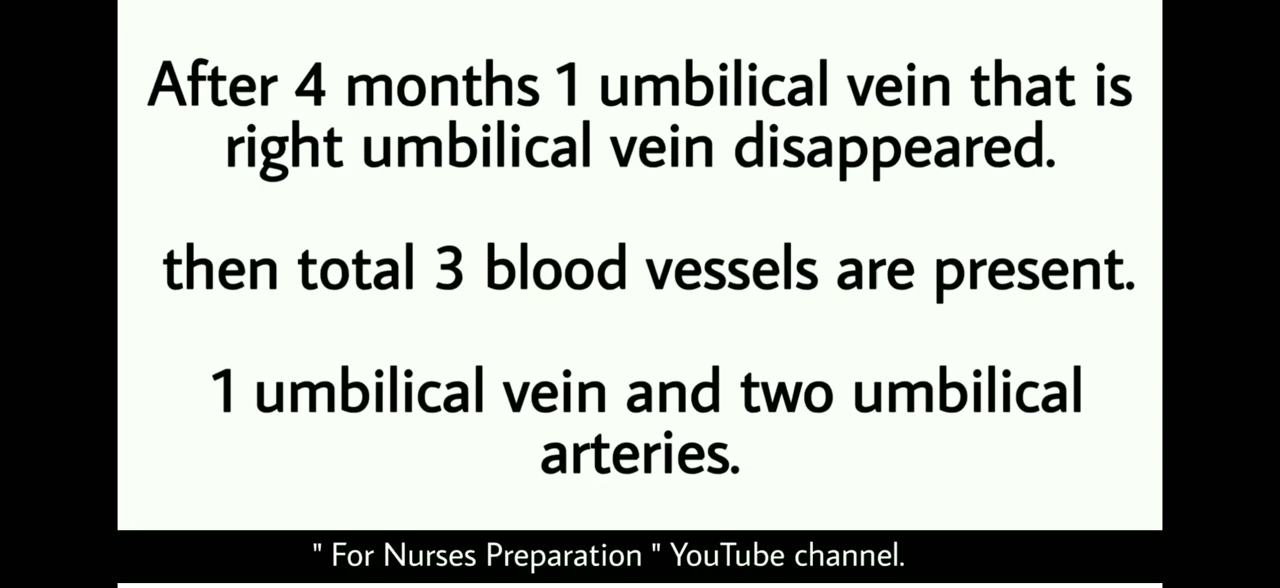 After 4 months 1 umbilical vein that is
right umbilical vein disappeared.
then total 3 blood vessels are present.
1 umbilical vein and two umbilical
arteries.
" For Nurses Preparation " YouTube channel.